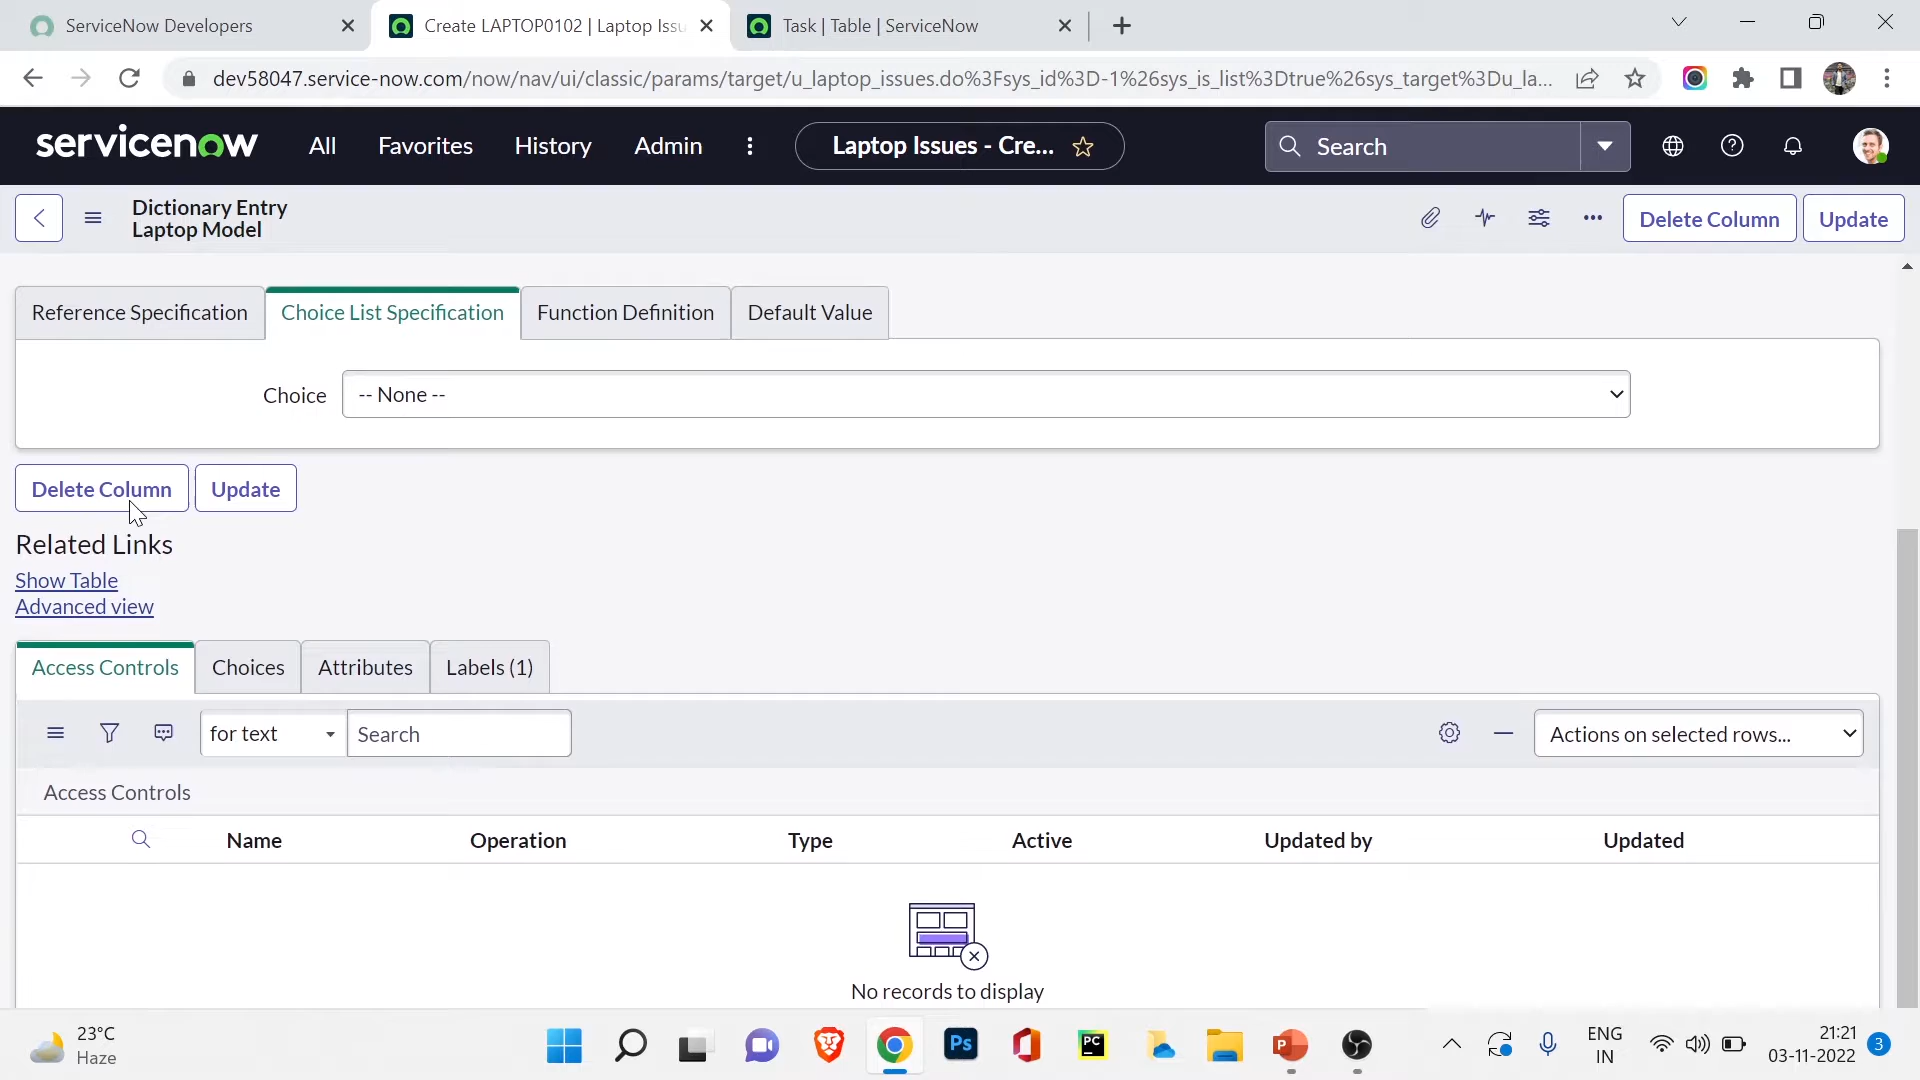 ServiceNow Developers
Create LAPTOP0102 | Laptop Issu
Task | Table | ServiceNow
dev58047.service-now.com/now/nav/ui/classic/params/target/u_laptop_issues.do%3Fsys_id%3D-1%26sys_is_list%3Dtrue%26sys_target%3Du_la...
servicenow
All
Favorites
History
Admin
Laptop Issues - Cre...
Search
Dictionary Entry
Laptop Model
Delete Column
Update
Reference Specification
Choice List Specification
Function Definition
Default Value
Choice
-- None --
Delete Column
Update
Related Links
Show Table
Advanced view
Access Controls
Choices
Attributes
Labels (1)
for text
Search
Actions on selected rows...
Access Controls
Name
Operation
Type
Active
Updated by
Updated
No records to display
23°C
Haze
Ps
PC
P
ENG
IN
21:21
03-11-2022
3